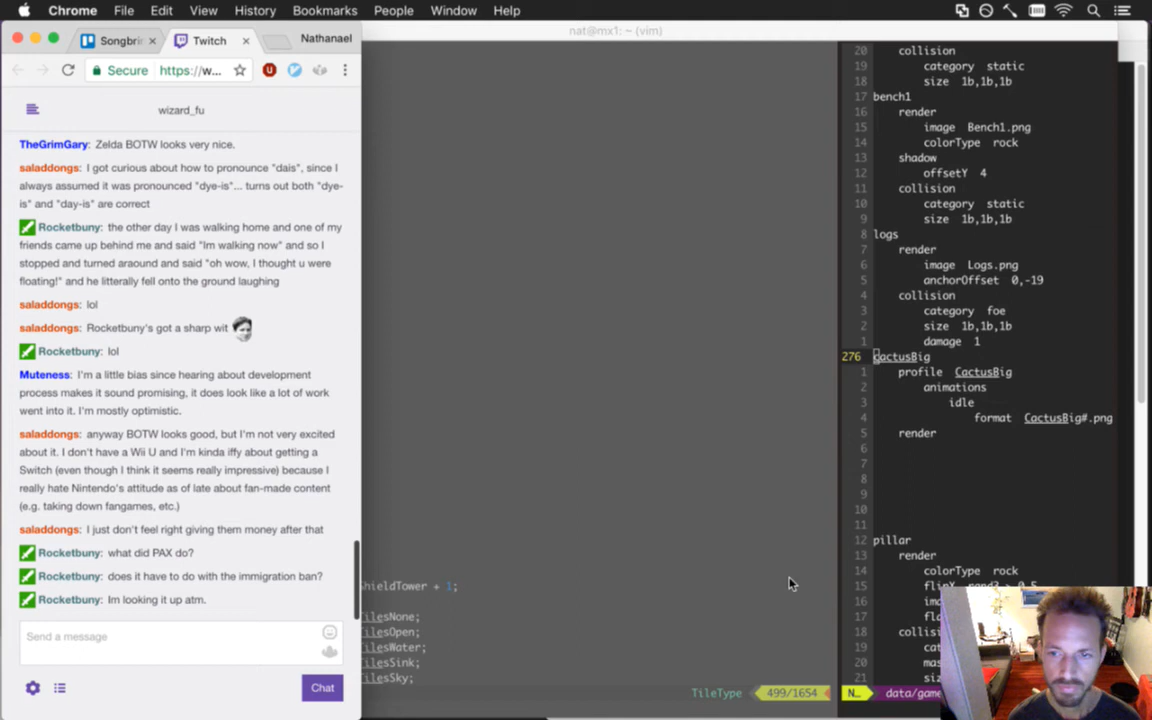 Chrome File Edit View History Bookmarks People Window Help
Twitch
Nathanael
nat@mx1: ~ (vim)
Secure https://w...
wizard_fu
TheGrimGary: Zelda BOTW looks very nice.
saladdongs: I got curious about how to pronounce "dais", since I
always assumed it was pronounced "dye-is"... turns out both "dye-
is" and "day-is" are correct
Rocketbuny: the other day I was walking home and one of my
friends came up behind me and said "Im walking now" and so I
stopped and turned araound and said "oh wow, I thought u were
floating!" and he litterally fell onto the ground laughing
saladdongs: lol
saladdongs: Rocketbuny's got a sharp wit
Rocketbuny: lol
Muteness: I'm a little bias since hearing about development
process makes it sound promising, it does look like a lot of work
went into it. I'm mostly optimistic.
saladdongs: anyway BOTW looks good, but I'm not very excited
about it. I don't have a Wii U and I'm kinda iffy about getting a
Switch (even though I think it seems really impressive) because I
really hate Nintendo's attitude as of late about fan-made content
(e.g. taking down fangames, etc.)
saladdongs: I just don't feel right giving them money after that
Rocketbuny: what did PAX do?
Rocketbuny: does it have to do with the immigration ban?
Rocketbuny: Im looking it up atm.
Send a message
Chat
hieldTower + 1;
TilesNone;
TilesOpen;
TilesWater;
TilesSink;
TilesSky;
TileType 499/1654
20 collision
19 category static
18 size 1b,1b,1b
17 bench1
16 render
15 image Bench1.png
14 colorType rock
13 shadow
12 offsetY 4
11 collision
10 category static
9 size 1b,1b,1b
8 logs
7 render
6 image Logs.png
5 anchorOffset 0,-19
4 collision
3 category foe
2 size 1b,1b,1b
1 damage 1
276 cactusBig
1 profile CactusBig
2 animations
3 idle
4 format CactusBig#.png
5 render
6
7
8
9
10
11
12 pillar
13 render
14 colorType rock
15
16
17
18
19
20
21
N... data/game